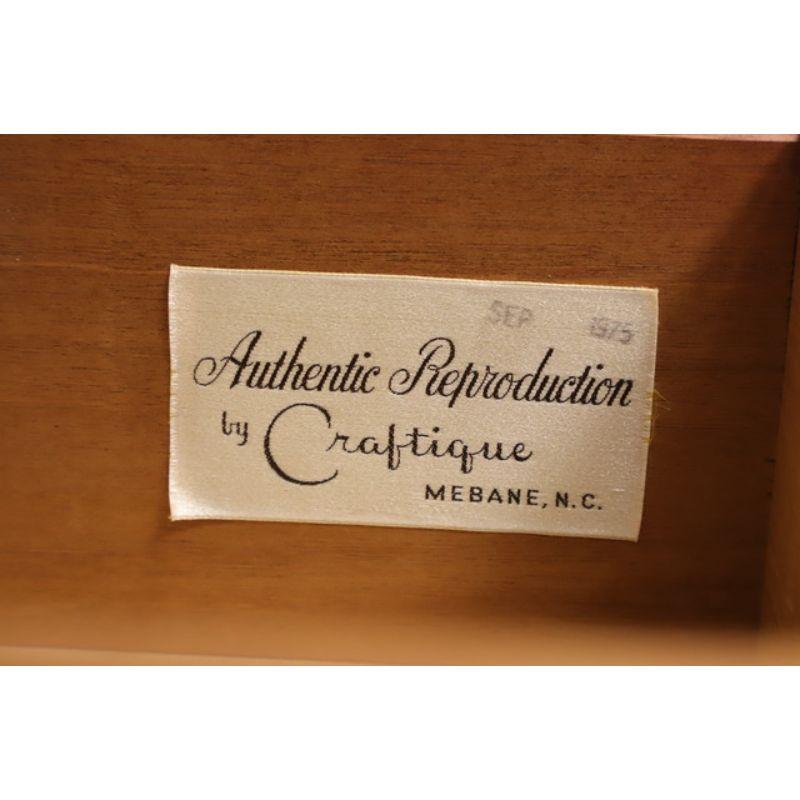 SEP 1975
Authentic Reproduction
by Craftique
MEBANE, N.C.